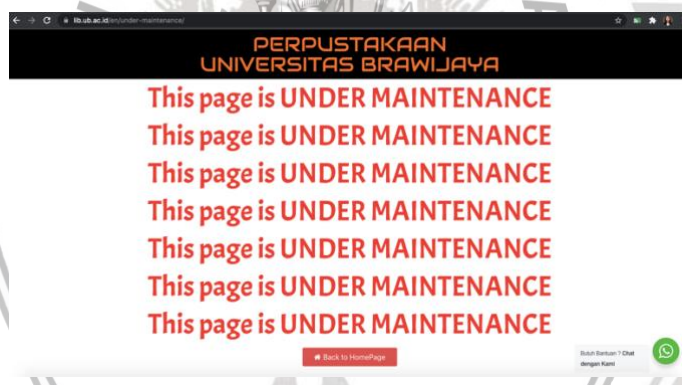 lib.ub.ac.id/en/under-maintenance/
PERPUSTAKAAN
UNIVERSITAS BRAWIJAYA
This page is UNDER MAINTENANCE
This page is UNDER MAINTENANCE
This page is UNDER MAINTENANCE
This page is UNDER MAINTENANCE
This page is UNDER MAINTENANCE
This page is UNDER MAINTENANCE
This page is UNDER MAINTENANCE
Back to HomePage
Butuh Bantuan ? Chat
dengan Kami